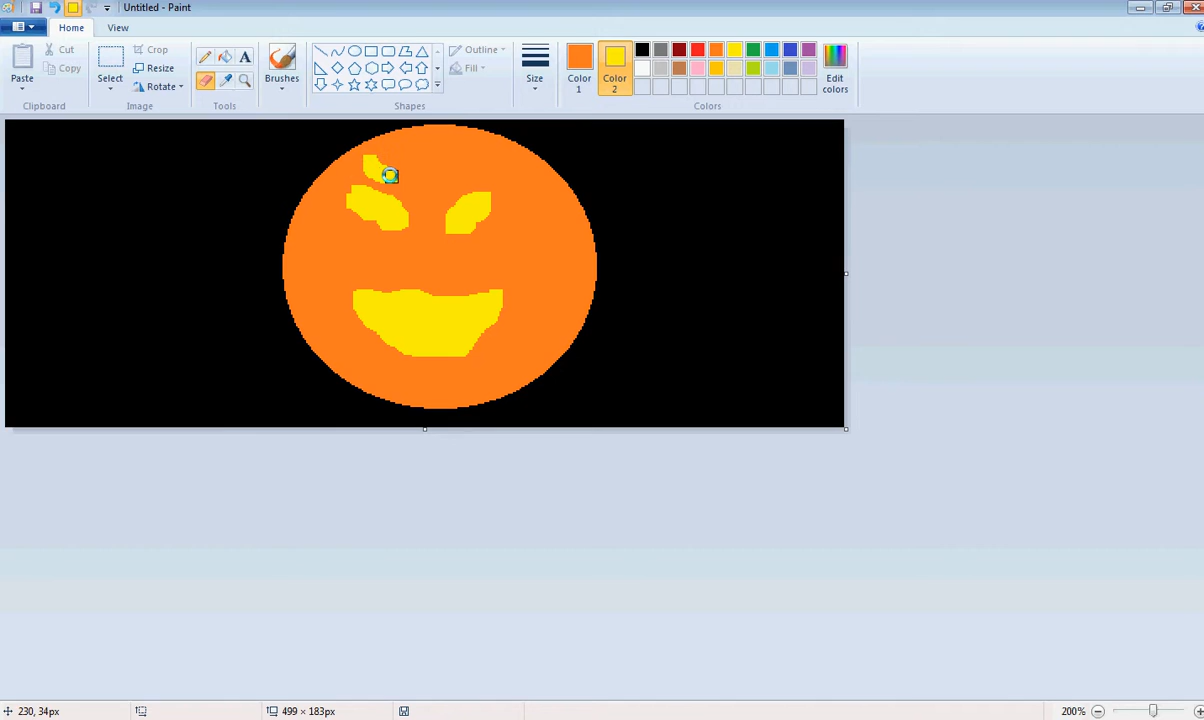 Untitled - Paint
Home View
Paste Cut Copy
Select Crop Resize Rotate
A
Brushes
Outline Fill
Size
Color 1
Color 2
Edit colors
Clipboard Image Tools Shapes Colors
230, 34px 499 × 183px 200%